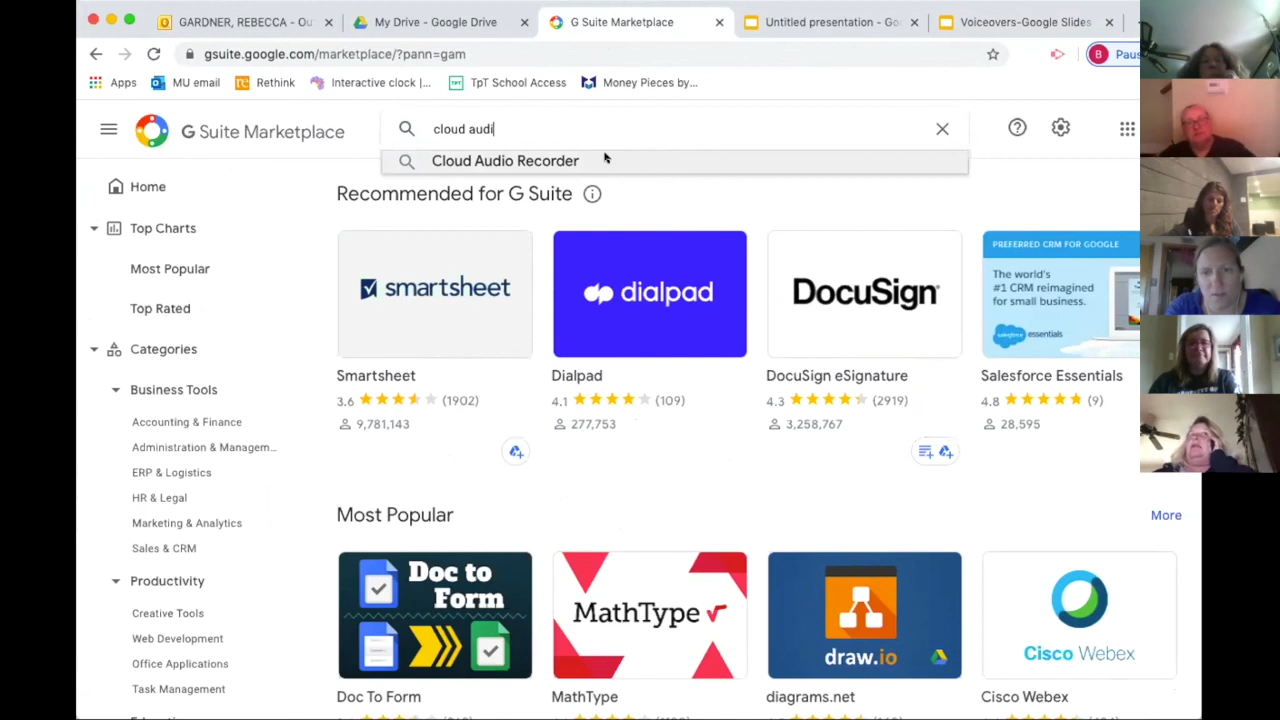 GARDNER, REBECCA - Ou
My Drive - Google Drive
G Suite Marketplace
Untitled presentation - Go
Voiceovers-Google Slides
gsuite.google.com/marketplace/?pann=gam
B
Paus
Apps
MU email
Rethink
Interactive clock |...
TpT School Access
Money Pieces by...
G Suite Marketplace
cloud audi
Cloud Audio Recorder
Home
Top Charts
Most Popular
Top Rated
Categories
Business Tools
Accounting & Finance
Administration & Managem...
ERP & Logistics
HR & Legal
Marketing & Analytics
Sales & CRM
Productivity
Creative Tools
Web Development
Office Applications
Task Management
Recommended for G Suite
smartsheet
dialpad
DocuSign
PREFERRED CRM FOR GOOGLE
The world's
#1 CRM reimagined
for small business.
salesforce essentials
Smartsheet
3.6 (1902)
9,781,143
Dialpad
4.1 (109)
277,753
DocuSign eSignature
4.3 (2919)
3,258,767
Salesforce Essentials
4.8 (9)
28,595
Most Popular
More
Doc to
Form
MathType
draw.io
Cisco Webex
Doc To Form
MathType
diagrams.net
Cisco Webex